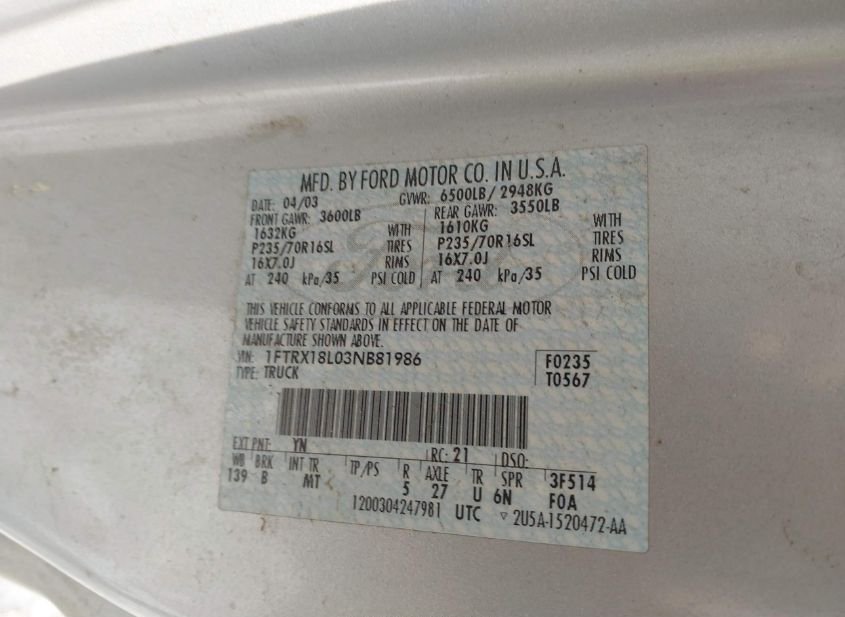 MFD. BY FORD MOTOR CO. IN U.S.A.
DATE: 04/03 GVWR: 6500LB/ 2948KG
FRONT GAWR: 3600LB REAR GAWR: 3550LB
1632KG WITH 1610KG WITH
P235/70R16SL TIRES P235/70R16SL TIRES
16X7.0J RIMS 16X7.0J RIMS
AT 240 kPa/35 PSI COLD AT 240 kPa/35 PSI COLD
THIS VEHICLE CONFORMS TO ALL APPLICABLE FEDERAL MOTOR
VEHICLE SAFETY STANDARDS IN EFFECT ON THE DATE OF
MANUFACTURE SHOWN ABOVE.
VIN: 1FTRX18L03NB81986 F0235
TYPE: TRUCK T0567
EXT PNT: YN RC: 21 DSO:
WB BRK INT TR TP/PS R AXLE TR SPR 3F514
139 B MT 5 27 U 6N F0A
1200304247981 UTC ▽ 2U5A-1520472-AA